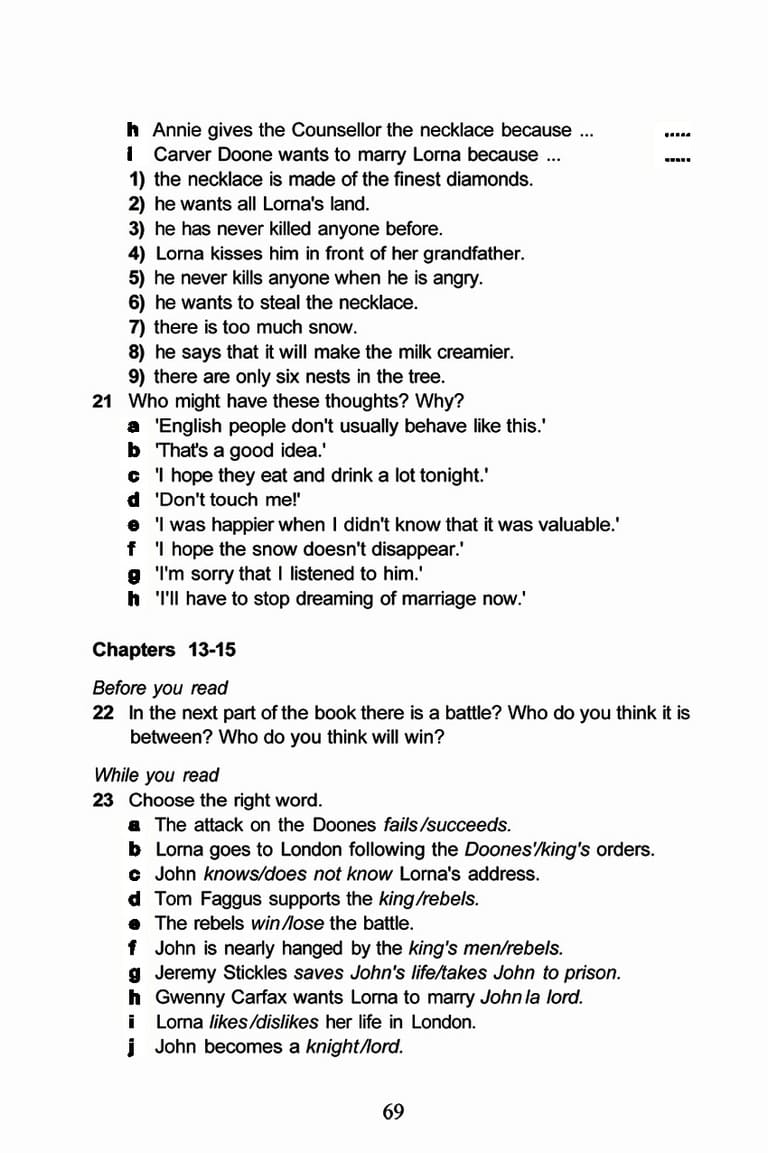 h Annie gives the Counsellor the necklace because ... .....
i Carver Doone wants to marry Lorna because ... .....
1) the necklace is made of the finest diamonds.
2) he wants all Lorna's land.
3) he has never killed anyone before.
4) Lorna kisses him in front of her grandfather.
5) he never kills anyone when he is angry.
6) he wants to steal the necklace.
7) there is too much snow.
8) he says that it will make the milk creamier.
9) there are only six nests in the tree.
21 Who might have these thoughts? Why?
a 'English people don't usually behave like this.'
b 'That's a good idea.'
c 'I hope they eat and drink a lot tonight.'
d 'Don't touch me!'
e 'I was happier when I didn't know that it was valuable.'
f 'I hope the snow doesn't disappear.'
g 'I'm sorry that I listened to him.'
h 'I'll have to stop dreaming of marriage now.'
Chapters 13-15
Before you read
22 In the next part of the book there is a battle? Who do you think it is
between? Who do you think will win?
While you read
23 Choose the right word.
a The attack on the Doones fails/succeeds.
b Lorna goes to London following the Doones'/king's orders.
c John knows/does not know Lorna's address.
d Tom Faggus supports the king/rebels.
e The rebels win/lose the battle.
f John is nearly hanged by the king's men/rebels.
g Jeremy Stickles saves John's life/takes John to prison.
h Gwenny Carfax wants Lorna to marry John la lord.
i Lorna likes/dislikes her life in London.
j John becomes a knight/lord.
69